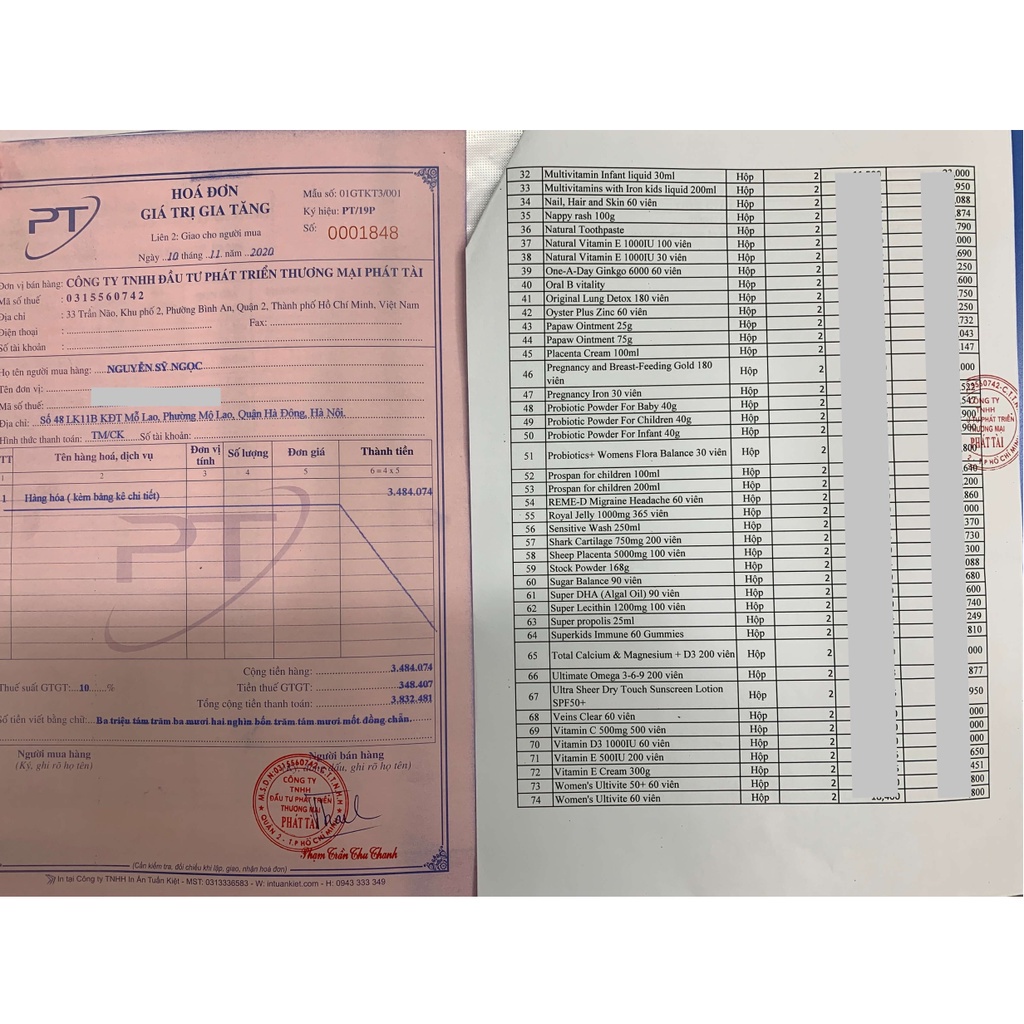 PT
HOÁ ĐƠN
GIÁ TRỊ GIA TĂNG
Liên 2: Giao cho người mua
Ngày ..10 tháng ..11. năm ..2020
Mẫu số: 01GTKT3/001
Ký hiệu: PT/19P
Số: 0001848
Đơn vị bán hàng: CÔNG TY TNHH ĐẦU TƯ PHÁT TRIỂN THƯƠNG MẠI PHÁT TÀI
Mã số thuế : 0315560742
Địa chỉ : 33 Trần Não, Khu phố 2, Phường Bình An, Quận 2, Thành phố Hồ Chí Minh, Việt Nam
Điện thoại : Fax:
Số tài khoản :
Họ tên người mua hàng: NGUYỄN SỸ NGỌC
Tên đơn vị:
Mã số thuế:
Địa chỉ: Số 48 LK11B KĐT Mỗ Lao, Phường Mộ Lao, Quận Hà Đông, Hà Nội.
Hình thức thanh toán: TM/CK Số tài khoản:
TT Tên hàng hoá, dịch vụ Đơn vị tính Số lượng Đơn giá Thành tiền
1 2 3 4 5 6 = 4 x 5
1 Hàng hóa ( kèm bảng kê chi tiết) 3.484.074
PT
Cộng tiền hàng: 3.484.074
Thuế suất GTGT: 10 % Tiền thuế GTGT: 348.407
Tổng cộng tiền thanh toán: 3.832.481
Số tiền viết bằng chữ: Ba triệu tám trăm ba mươi hai nghìn bốn trăm tám mươi mốt đồng chẵn.
Người mua hàng Người bán hàng
(Ký, ghi rõ họ tên) dấu, ghi rõ họ tên)
M.S.D.N:0315560742-C.T.T.N.H.H
CÔNG TY
TNHH
ĐẦU TƯ PHÁT TRIỂN
THƯƠNG MẠI
PHÁT TÀI
QUẬN 2 - T.P HỒ CHÍ MINH
Phạm Trần Thu Thanh
(Cần kiểm tra, đối chiếu khi lập, giao, nhận hoá đơn)
In tại Công ty TNHH In Ấn Tuấn Kiệt - MST: 0313336583 - W: intuankiet.com - H: 0943 333 349
32 Multivitamin Infant liquid 30ml Hộp 2 ,000
33 Multivitamins with Iron kids liquid 200ml Hộp 2 ,950
34 Nail, Hair and Skin 60 viên Hộp 2 ,088
35 Nappy rash 100g Hộp 2 ,874
36 Natural Toothpaste Hộp 2 ,790
37 Natural Vitamin E 1000IU 100 viên Hộp 2 ,000
38 Natural Vitamin E 1000IU 30 viên Hộp 2 ,690
39 One-A-Day Ginkgo 6000 60 viên Hộp 2 ,250
40 Oral B vitality Hộp 2 ,600
41 Original Lung Detox 180 viên Hộp 2 ,750
42 Oyster Plus Zinc 60 viên Hộp 2 ,250
43 Papaw Ointment 25g Hộp 2 ,732
44 Papaw Ointment 75g Hộp 2 ,043
45 Placenta Cream 100ml Hộp 2 ,147
46 Pregnancy and Breast-Feeding Gold 180 viên Hộp 2 ,000
47 Pregnancy Iron 30 viên Hộp 2
48 Probiotic Powder For Baby 40g Hộp 2
49 Probiotic Powder For Children 40g Hộp 2 900
50 Probiotic Powder For Infant 40g Hộp 2
51 Probiotics+ Womens Flora Balance 30 viên Hộp 2
52 Prospan for children 100ml Hộp 2 ,640
53 Prospan for children 200ml Hộp 2 ,200
54 REME-D Migraine Headache 60 viên Hộp 2 ,860
55 Royal Jelly 1000mg 365 viên Hộp 2 000
56 Sensitive Wash 250ml Hộp 2 ,370
57 Shark Cartilage 750mg 200 viên Hộp 2 ,730
58 Sheep Placenta 5000mg 100 viên Hộp 2 300
59 Stock Powder 168g Hộp 2 ,088
60 Sugar Balance 90 viên Hộp 2 680
61 Super DHA (Algal Oil) 90 viên Hộp 2 600
62 Super Lecithin 1200mg 100 viên Hộp 2 740
63 Super propolis 25ml Hộp 2 249
64 Superkids Immune 60 Gummies Hộp 2 810
65 Total Calcium & Magnesium + D3 200 viên Hộp 2 000
66 Ultimate Omega 3-6-9 200 viên Hộp 2 877
67 Ultra Sheer Dry Touch Sunscreen Lotion SPF50+ Hộp 2 950
68 Veins Clear 60 viên Hộp 2 000
69 Vitamin C 500mg 500 viên Hộp 2 000
70 Vitamin D3 1000IU 60 viên Hộp 2 000
71 Vitamin E 500IU 200 viên Hộp 2 650
72 Vitamin E Cream 300g Hộp 2 451
73 Women's Ultivite 50+ 60 viên Hộp 2 800
74 Women's Ultivite 60 viên Hộp 2 800
CÔNG TY
TNHH
PHÁT TRIỂN
THƯƠNG MẠI
PHÁT TÀI